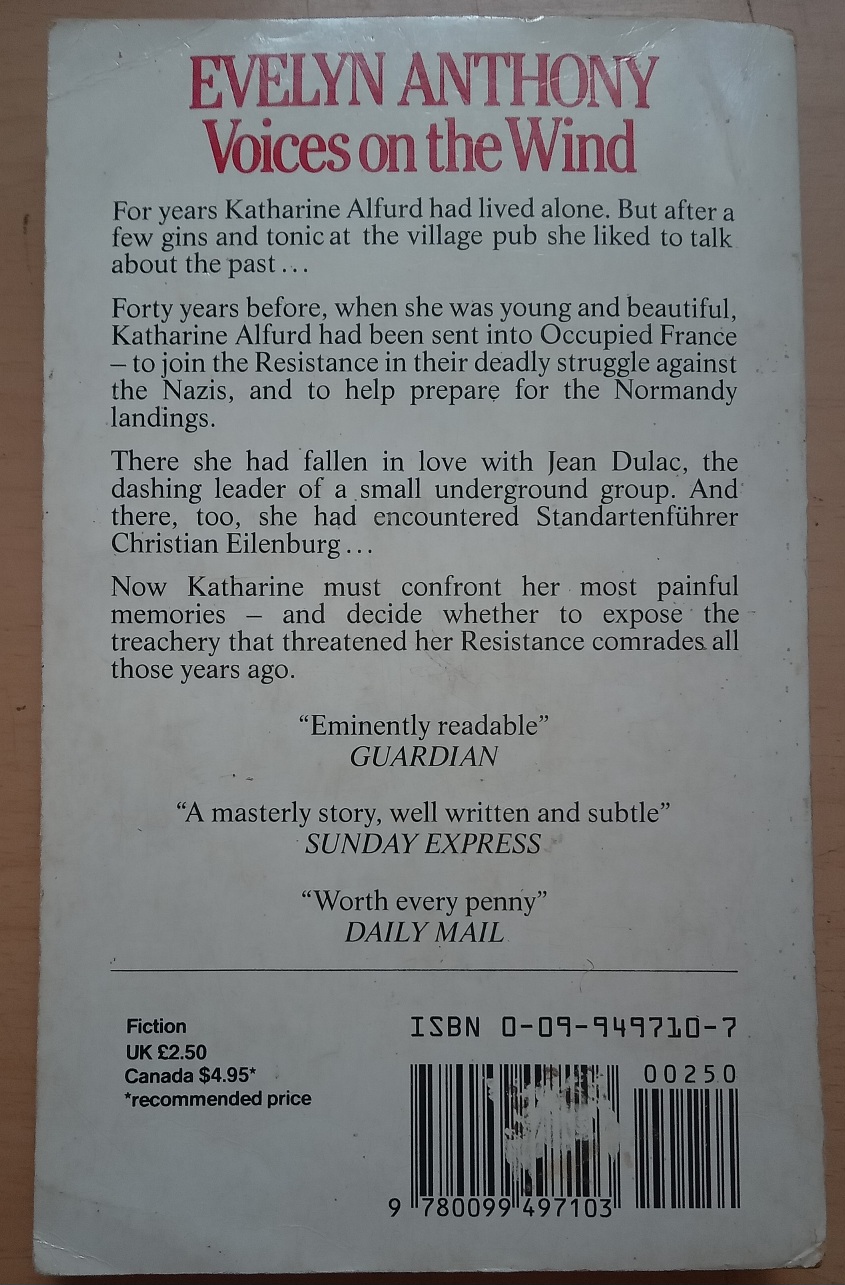 EVELYN ANTHONY
Voices on the Wind
For years Katharine Alfurd had lived alone. But after a
few gins and tonic at the village pub she liked to talk
about the past ...
Forty years before, when she was young and beautiful,
Katharine Alfurd had been sent into Occupied France
– to join the Resistance in their deadly struggle against
the Nazis, and to help prepare for the Normandy
landings.
There she had fallen in love with Jean Dulac, the
dashing leader of a small underground group. And
there, too, she had encountered Standartenführer
Christian Eilenburg ...
Now Katharine must confront her most painful
memories – and decide whether to expose the
treachery that threatened her Resistance comrades all
those years ago.
“Eminently readable”
GUARDIAN
“A masterly story, well written and subtle”
SUNDAY EXPRESS
“Worth every penny”
DAILY MAIL
Fiction
UK £2.50
Canada $4.95*
*recommended price
ISBN 0-09-949710-7
00250
9 780099 497103